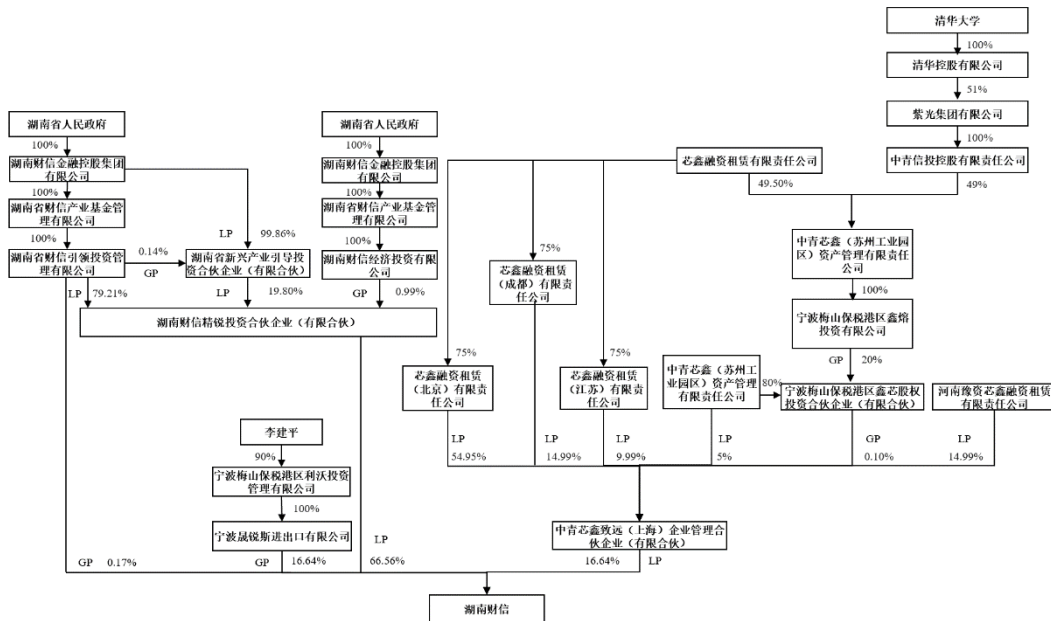 清华大学
100%
清华控股有限公司
51%
湖南省人民政府
湖南省人民政府
紫光集团有限公司
100%
100%
100%
湖南财信金融控股集团
有限公司
湖南财信金融控股集团
有限公司
芯鑫融资租赁有限责任公司
中青信投控股有限责任公司
49.50%
49%
100%
100%
湖南省财信产业基金管
理有限公司
湖南省财信产业基金管
理有限公司
LP
99.86%
100%
100%
0.14%
GP
75%
中青芯鑫（苏州工业园
区）资产管理有限责任
公司
湖南省财信引领投资管
理有限公司
湖南省新兴产业引导投
资合伙企业（有限合伙）
湖南财信经济投资有限
公司
芯鑫融资租赁
（成都）有限责
任公司
100%
LP
79.21%
LP
19.80%
GP
0.99%
湖南财信精锐投资合伙企业（有限合伙）
宁波梅山保税港区鑫熔
投资有限公司
75%
75%
GP
20%
芯鑫融资租赁
（北京）有限责
任公司
芯鑫融资租赁
（江苏）有限责
任公司
中青芯鑫（苏州
工业园区）资产管理
有限责任公司
80%
宁波梅山保税港区鑫芯股权
投资合伙企业（有限合伙）
河南豫资芯鑫融资租赁
有限责任公司
李建平
LP
LP
LP
LP
GP
LP
54.95%
14.99%
9.99%
5%
0.10%
14.99%
90%
宁波梅山保税港区利沃投资
管理有限公司
100%
宁波晟锐斯进出口有限公司
中青芯鑫致远（上海）企业管理合
伙企业（有限合伙）
LP
GP
0.17%
GP
16.64%
66.56%
16.64%
LP
湖南财信